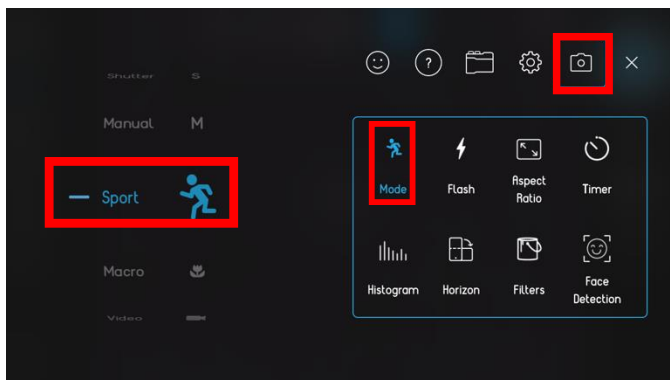 Shutter S
Manual M
Sport
Macro
Video
?
Mode Flash Aspect Ratio Timer
Histogram Horizon Filters Face Detection